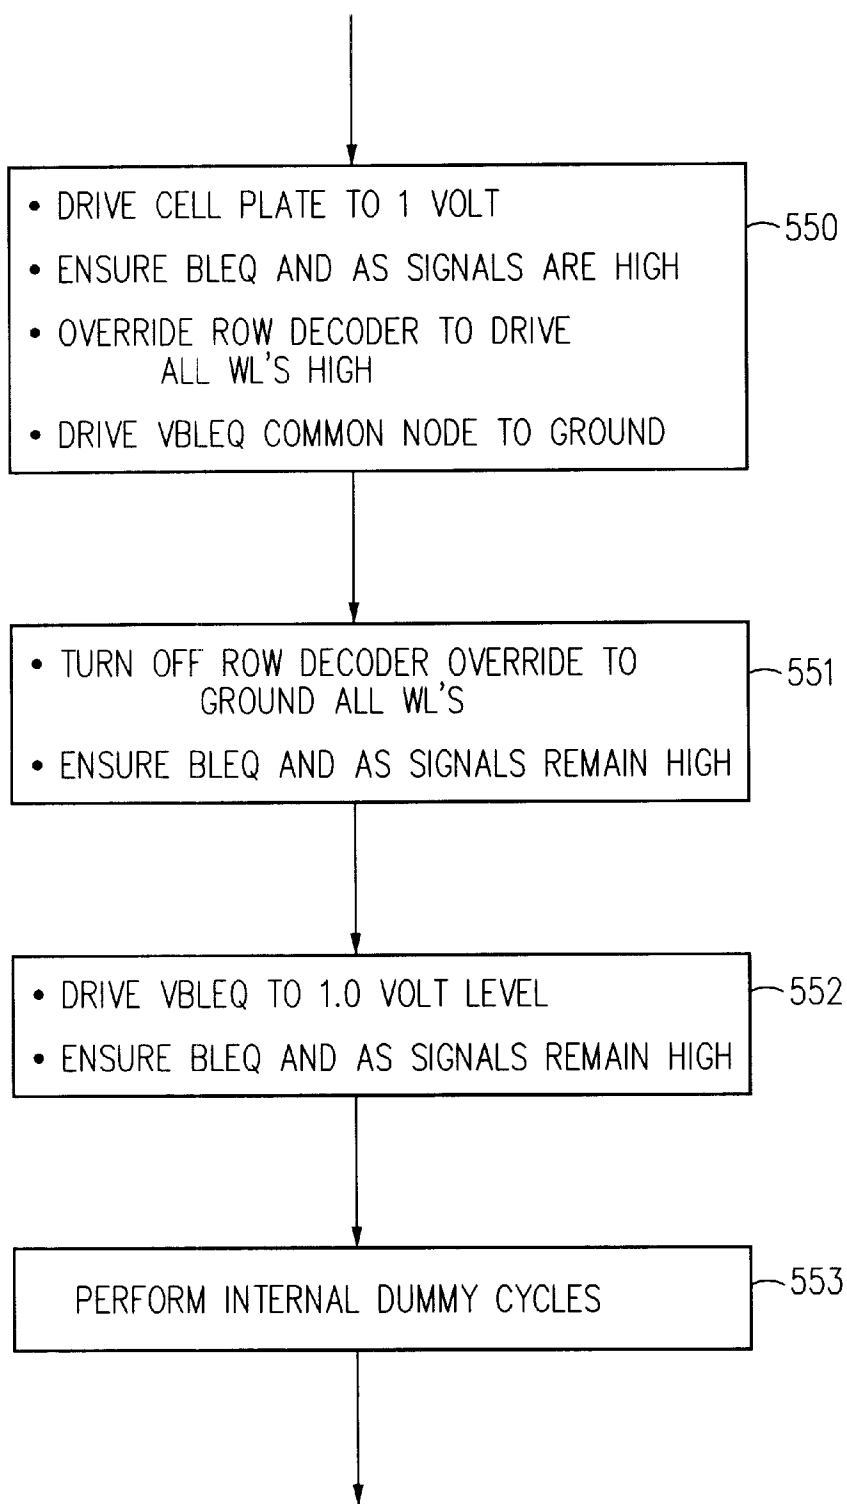 • DRIVE CELL PLATE TO 1 VOLT
• ENSURE BLEQ AND AS SIGNALS ARE HIGH
• OVERRIDE ROW DECODER TO DRIVE
ALL WL'S HIGH
• DRIVE VBLEQ COMMON NODE TO GROUND
550
• TURN OFF ROW DECODER OVERRIDE TO
GROUND ALL WL'S
• ENSURE BLEQ AND AS SIGNALS REMAIN HIGH
551
• DRIVE VBLEQ TO 1.0 VOLT LEVEL
• ENSURE BLEQ AND AS SIGNALS REMAIN HIGH
552
PERFORM INTERNAL DUMMY CYCLES
553